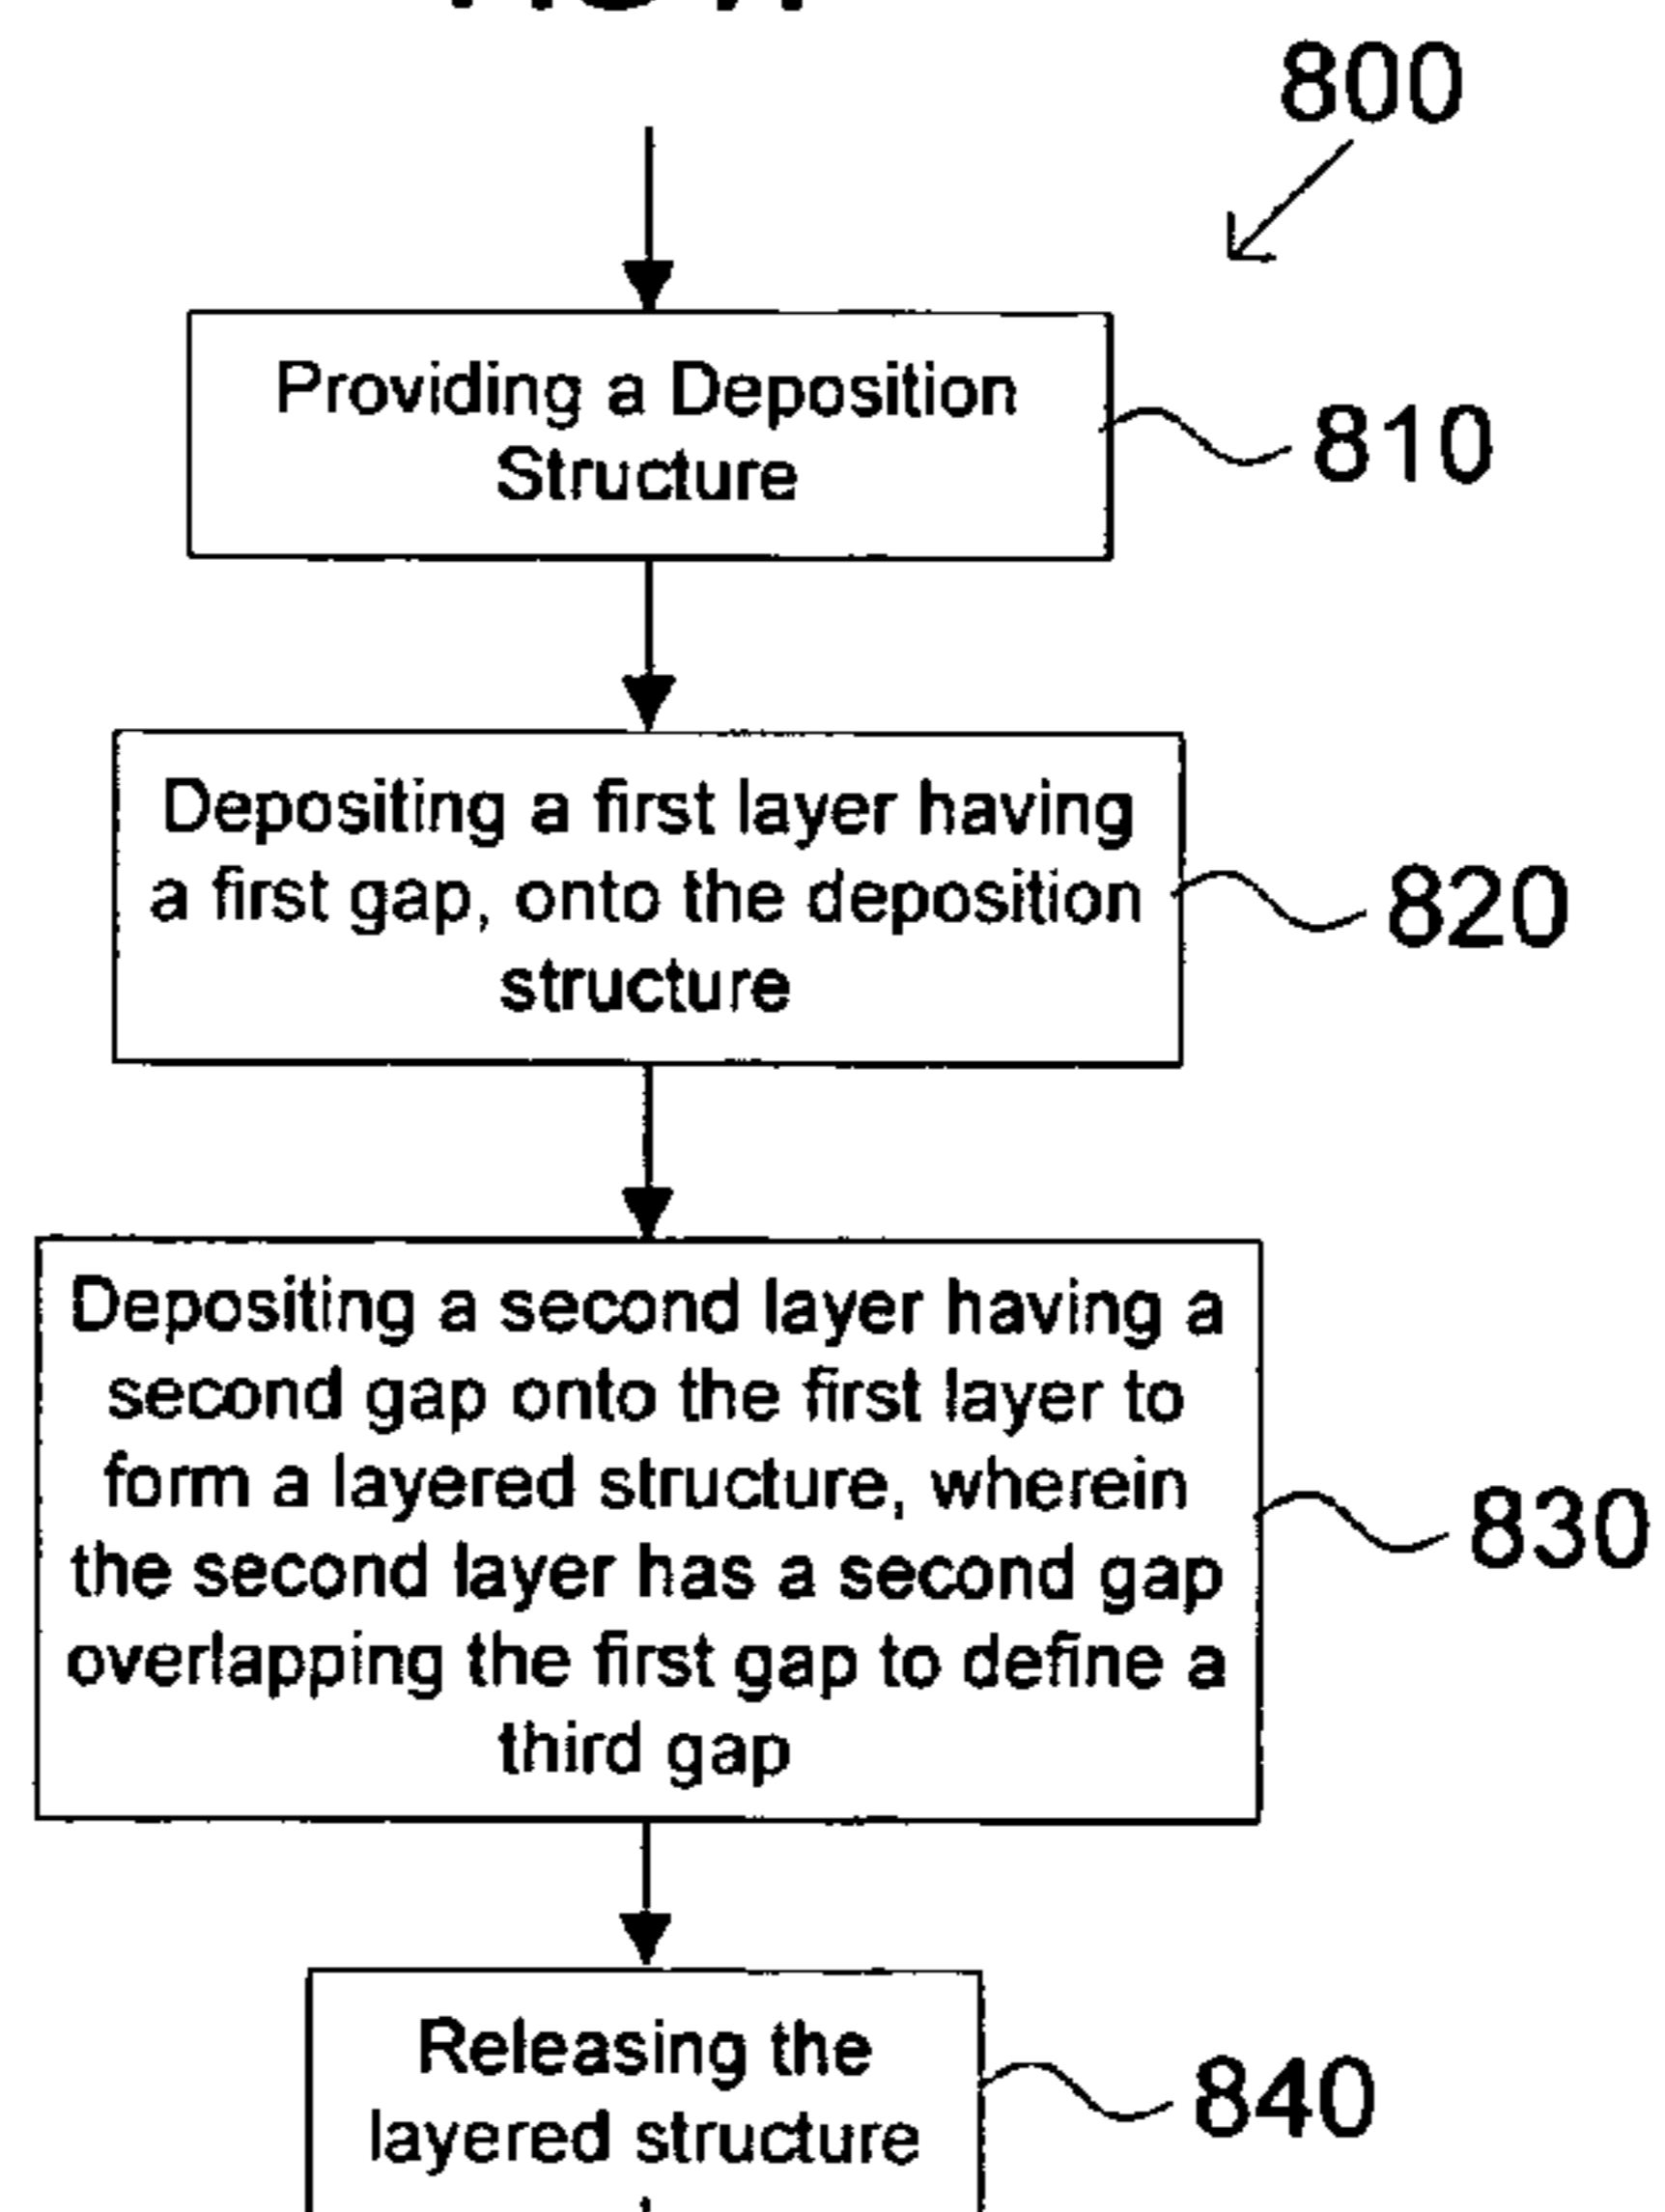 800
Providing a Deposition
Structure
810
Depositing a first layer having
a first gap, onto the deposition
structure
820
Depositing a second layer having a
second gap onto the first layer to
form a layered structure, wherein
the second layer has a second gap
overlapping the first gap to define a
third gap
830
Releasing the
layered structure
840